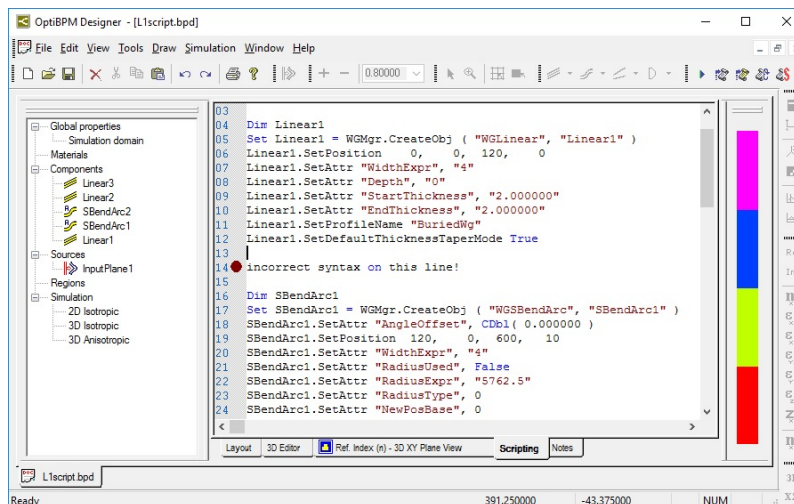 OptiBPM Designer - [L1script.bpd]
File Edit View Tools Draw Simulation Window Help
0.80000
Global properties
Simulation domain
Materials
Components
Linear3
Linear2
SBendArc2
SBendArc1
Linear1
Sources
InputPlane1
Regions
Simulation
2D Isotropic
3D Isotropic
3D Anisotropic
03
04 Dim Linear1
05 Set Linear1 = WGMgr.CreateObj ( "WGLinear", "Linear1" )
06 Linear1.SetPosition 0, 0, 120, 0
07 Linear1.SetAttr "WidthExpr", "4"
08 Linear1.SetAttr "Depth", "0"
09 Linear1.SetAttr "StartThickness", "2.000000"
10 Linear1.SetAttr "EndThickness", "2.000000"
11 Linear1.SetProfileName "BuriedWg"
12 Linear1.SetDefaultThicknessTaperMode True
13
14 incorrect syntax on this line!
15
16 Dim SBendArc1
17 Set SBendArc1 = WGMgr.CreateObj ( "WGSBendArc", "SBendArc1" )
18 SBendArc1.SetAttr "AngleOffset", CDbl( 0.000000 )
19 SBendArc1.SetPosition 120, 0, 600, 10
20 SBendArc1.SetAttr "WidthExpr", "4"
21 SBendArc1.SetAttr "RadiusUsed", False
22 SBendArc1.SetAttr "RadiusExpr", "5762.5"
23 SBendArc1.SetAttr "RadiusType", 0
24 SBendArc1.SetAttr "NewPosBase", 0
Layout 3D Editor Ref. Index (n) - 3D XY Plane View Scripting Notes
L1script.bpd
Ready 391.250000 -43.375000 NUM